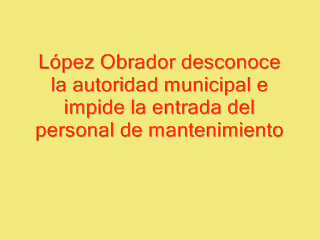 López Obrador desconoce
la autoridad municipal e
impide la entrada del
personal de mantenimiento